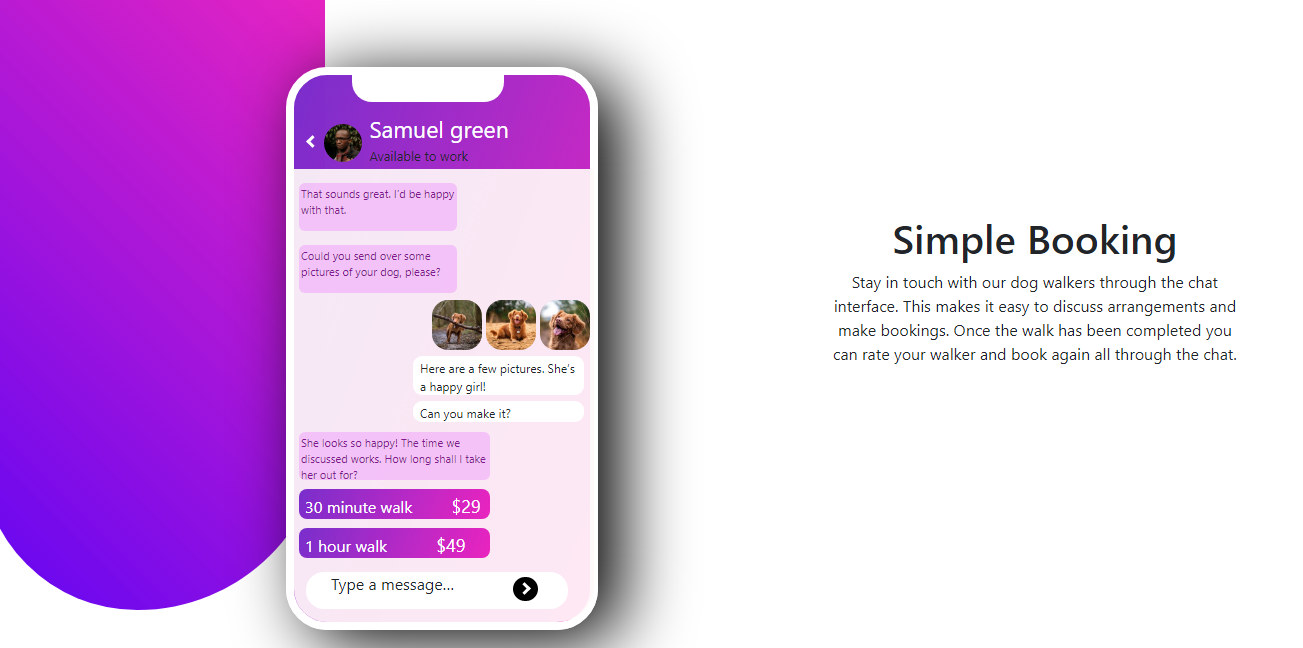 Samuel green
Available to work
That sounds great. I'd be happy
with that.
Could you send over some
pictures of your dog, please?
Here are a few pictures. She's
a happy girl!
Can you make it?
She looks so happy! The time we
discussed works. How long shall I take
her out for?
30 minute walk $29
1 hour walk $49
Type a message...
Simple Booking
Stay in touch with our dog walkers through the chat
interface. This makes it easy to discuss arrangements and
make bookings. Once the walk has been completed you
can rate your walker and book again all through the chat.